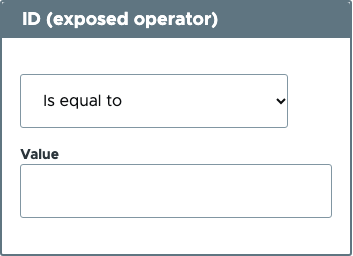 ID (exposed operator)
Is equal to
Value